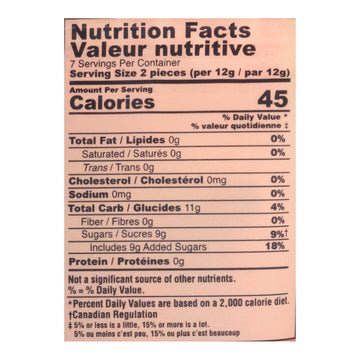 Nutrition Facts
Valeur nutritive
7 Servings Per Container
Serving Size 2 pieces (per 12g / par 12g)
Amount Per Serving
Calories 45
% Daily Value *
% valeur quotidienne ‡
Total Fat / Lipides 0g 0%
Saturated / Saturés 0g 0%
Trans / Trans 0g
Cholesterol / Cholestérol 0mg 0%
Sodium 0mg 0%
Total Carb / Glucides 11g 4%
Fiber / Fibres 0g 0%
Sugars / Sucres 9g 9%†
Includes 9g Added Sugars 18%
Protein / Protéines 0g
Not a significant source of other nutrients.
% = % Daily Value.
*Percent Daily Values are based on a 2,000 calorie diet.
†Canadian Regulation
‡ 5% or less is a little, 15% or more is a lot.
5% ou moins c'est peu, 15% ou plus c'est beaucoup